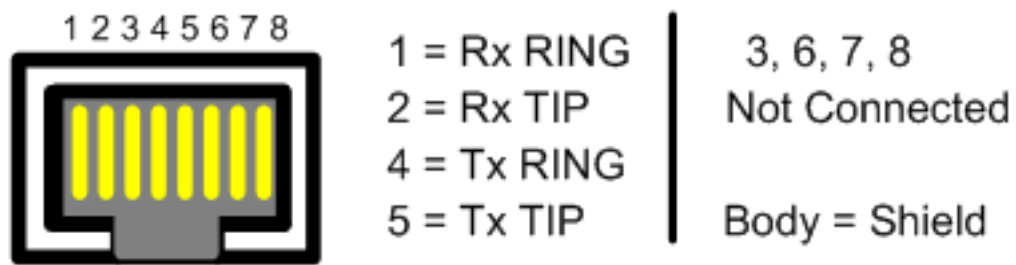 1 2 3 4 5 6 7 8
1 = Rx RING
2 = Rx TIP
4 = Tx RING
5 = Tx TIP
3, 6, 7, 8
Not Connected
Body = Shield